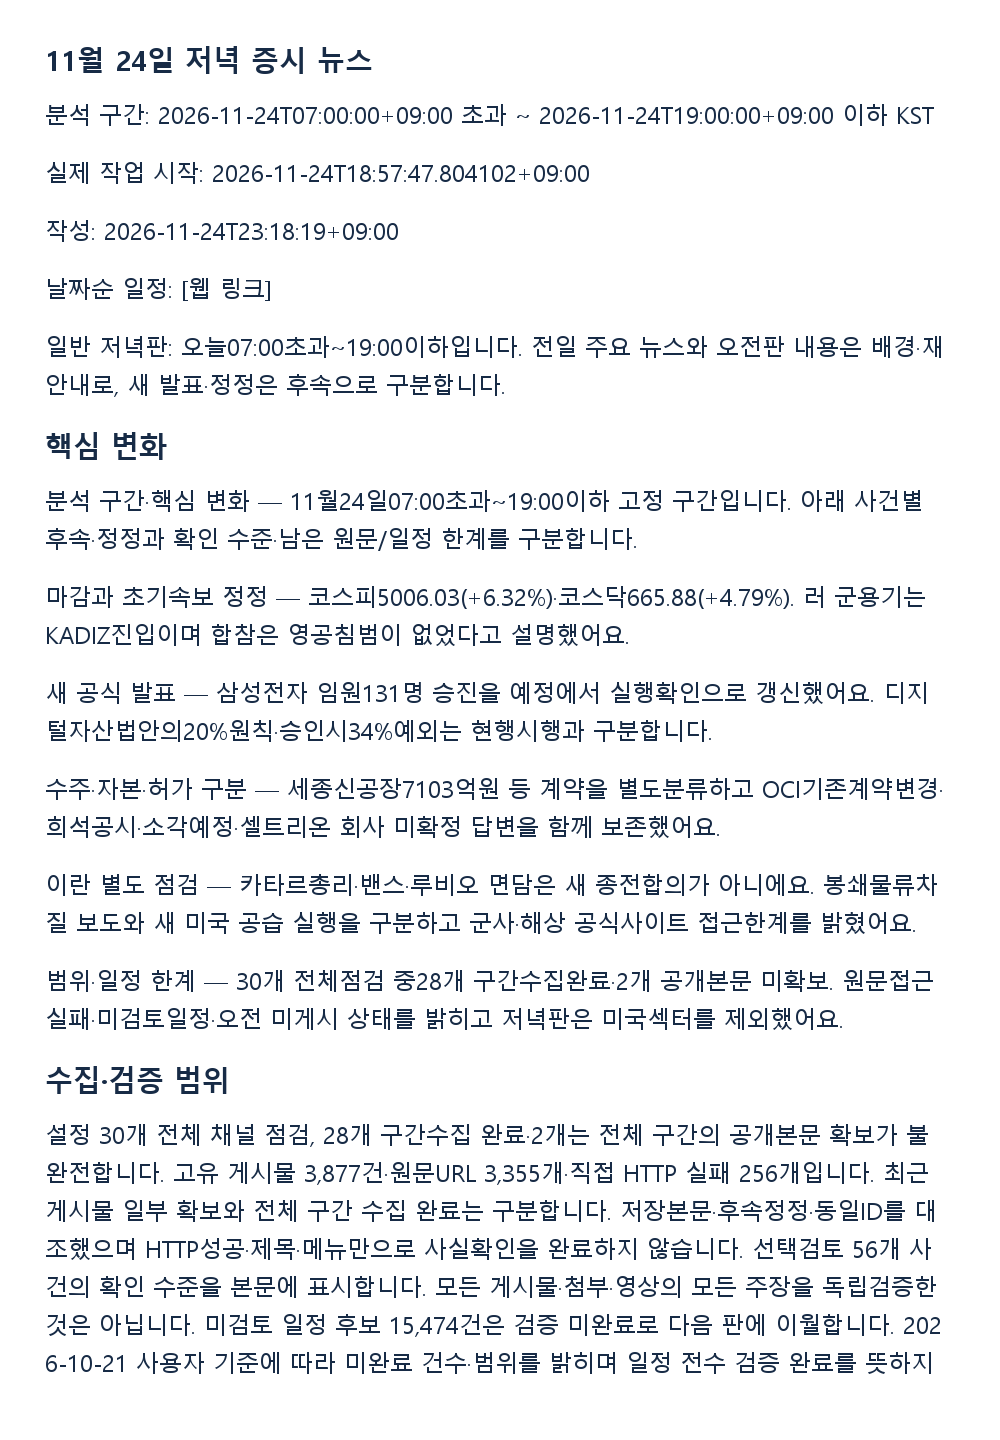 11월 24일 저녁 증시 뉴스
분석 구간: 2026-11-24T07:00:00+09:00 초과 ~ 2026-11-24T19:00:00+09:00 이하 KST
실제 작업 시작: 2026-11-24T18:57:47.804102+09:00
작성: 2026-11-24T23:18:19+09:00
날짜순 일정: [웹 링크]
일반 저녁판: 오늘07:00초과~19:00이하입니다. 전일 주요 뉴스와 오전판 내용은 배경·재
안내로, 새 발표·정정은 후속으로 구분합니다.
핵심 변화
분석 구간·핵심 변화 — 11월24일07:00초과~19:00이하 고정 구간입니다. 아래 사건별
후속·정정과 확인 수준·남은 원문/일정 한계를 구분합니다.
마감과 초기속보 정정 — 코스피5006.03(+6.32%)·코스닥665.88(+4.79%). 러 군용기는
KADIZ진입이며 합참은 영공침범이 없었다고 설명했어요.
새 공식 발표 — 삼성전자 임원131명 승진을 예정에서 실행확인으로 갱신했어요. 디지
털자산법안의20%원칙·승인시34%예외는 현행시행과 구분합니다.
수주·자본·허가 구분 — 세종신공장7103억원 등 계약을 별도분류하고 OCI기존계약변경·
희석공시·소각예정·셀트리온 회사 미확정 답변을 함께 보존했어요.
이란 별도 점검 — 카타르총리·밴스·루비오 면담은 새 종전합의가 아니에요. 봉쇄물류차
질 보도와 새 미국 공습 실행을 구분하고 군사·해상 공식사이트 접근한계를 밝혔어요.
범위·일정 한계 — 30개 전체점검 중28개 구간수집완료·2개 공개본문 미확보. 원문접근
실패·미검토일정·오전 미게시 상태를 밝히고 저녁판은 미국섹터를 제외했어요.
수집·검증 범위
설정 30개 전체 채널 점검, 28개 구간수집 완료·2개는 전체 구간의 공개본문 확보가 불
완전합니다. 고유 게시물 3,877건·원문URL 3,355개·직접 HTTP 실패 256개입니다. 최근
게시물 일부 확보와 전체 구간 수집 완료는 구분합니다. 저장본문·후속정정·동일ID를 대
조했으며 HTTP성공·제목·메뉴만으로 사실확인을 완료하지 않습니다. 선택검토 56개 사
건의 확인 수준을 본문에 표시합니다. 모든 게시물·첨부·영상의 모든 주장을 독립검증한
것은 아닙니다. 미검토 일정 후보 15,474건은 검증 미완료로 다음 판에 이월합니다. 202
6-10-21 사용자 기준에 따라 미완료 건수·범위를 밝히며 일정 전수 검증 완료를 뜻하지